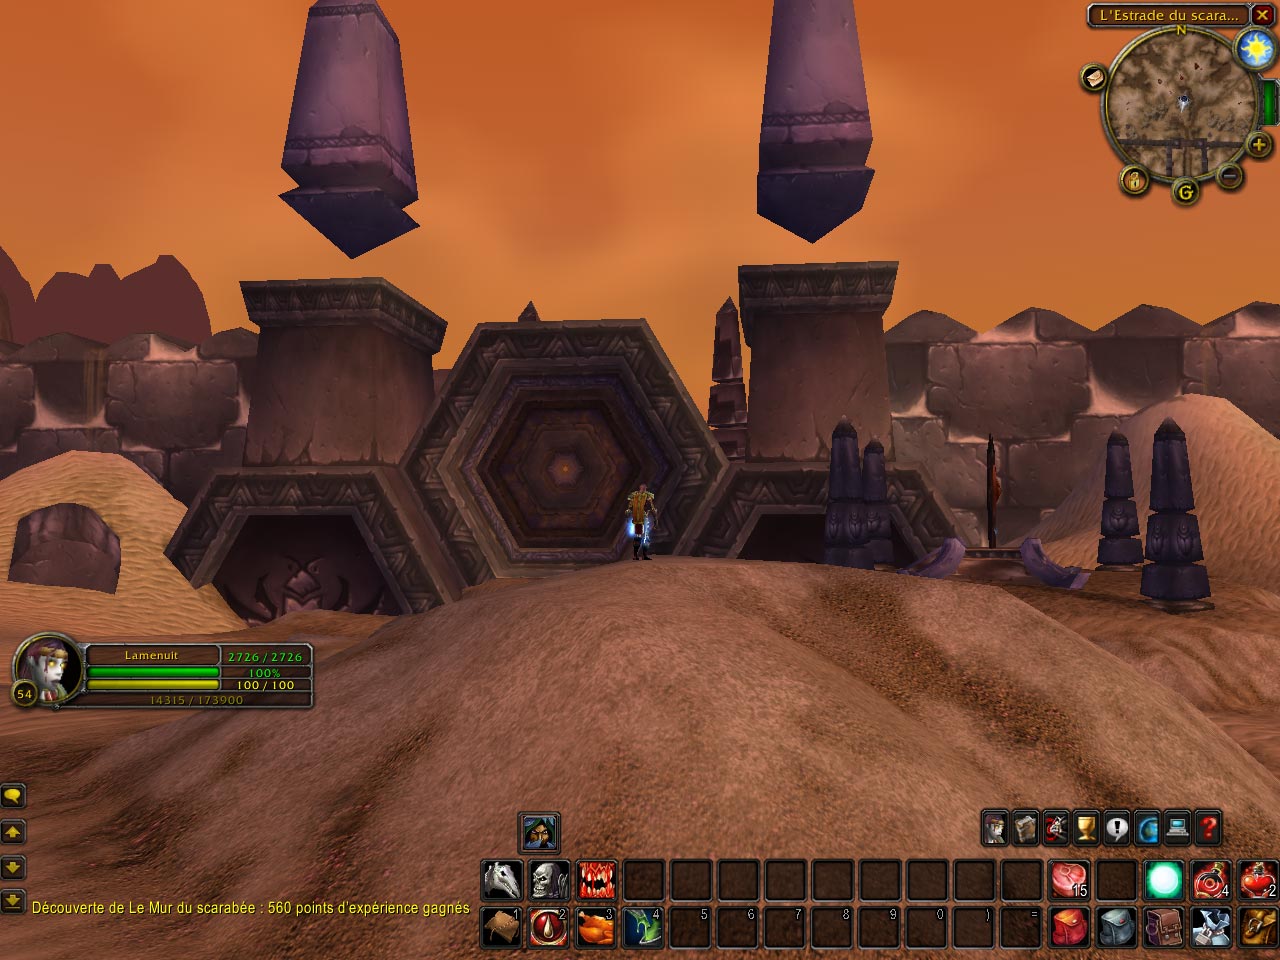 L'Estrade du scara...
N
G
Lamenuit
2726 / 2726
100%
100 / 100
54
14315 / 173900
Découverte de Le Mur du scarabée : 560 points d'expérience gagnés
15
4
2
1
2
3
4
5
6
7
8
9
0
)
=